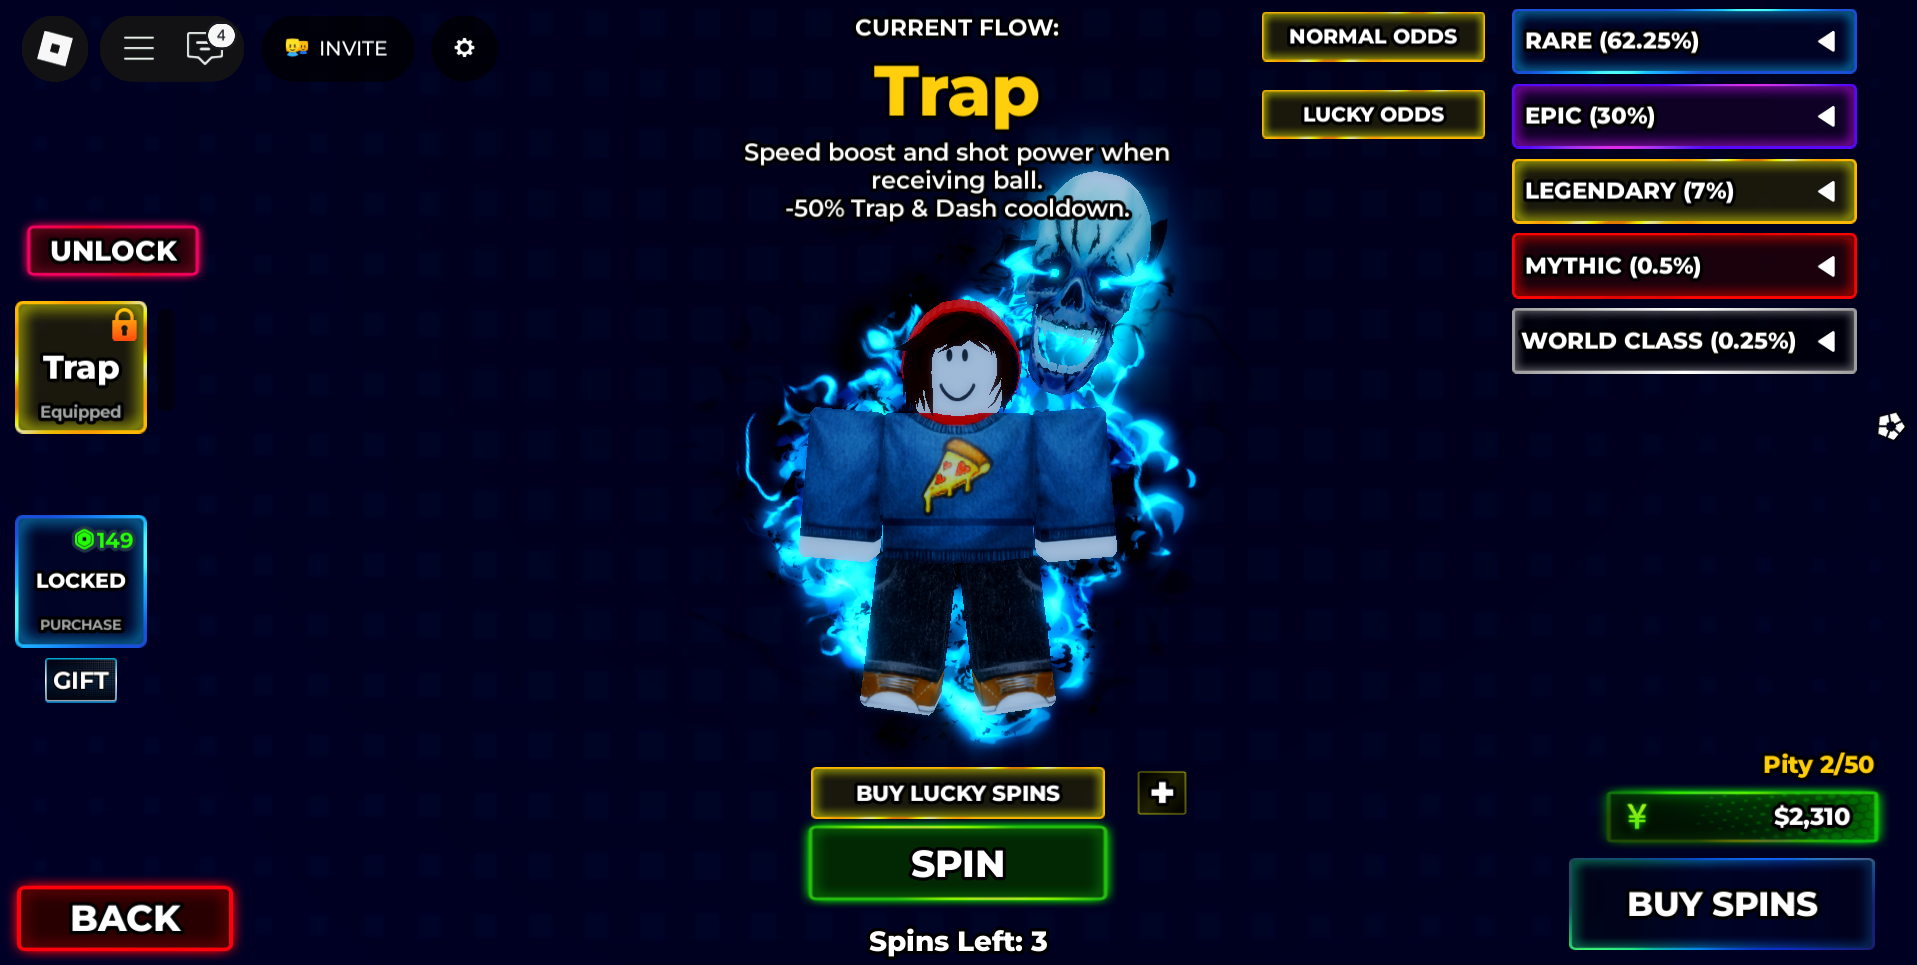 4
INVITE
CURRENT FLOW:
Trap
Speed boost and shot power when
receiving ball.
-50% Trap & Dash cooldown.
NORMAL ODDS
LUCKY ODDS
RARE (62.25%)
EPIC (30%)
LEGENDARY (7%)
MYTHIC (0.5%)
WORLD CLASS (0.25%)
UNLOCK
Trap
Equipped
149
LOCKED
PURCHASE
GIFT
BACK
BUY LUCKY SPINS
+
SPIN
Spins Left: 3
Pity 2/50
¥ $2,310
BUY SPINS